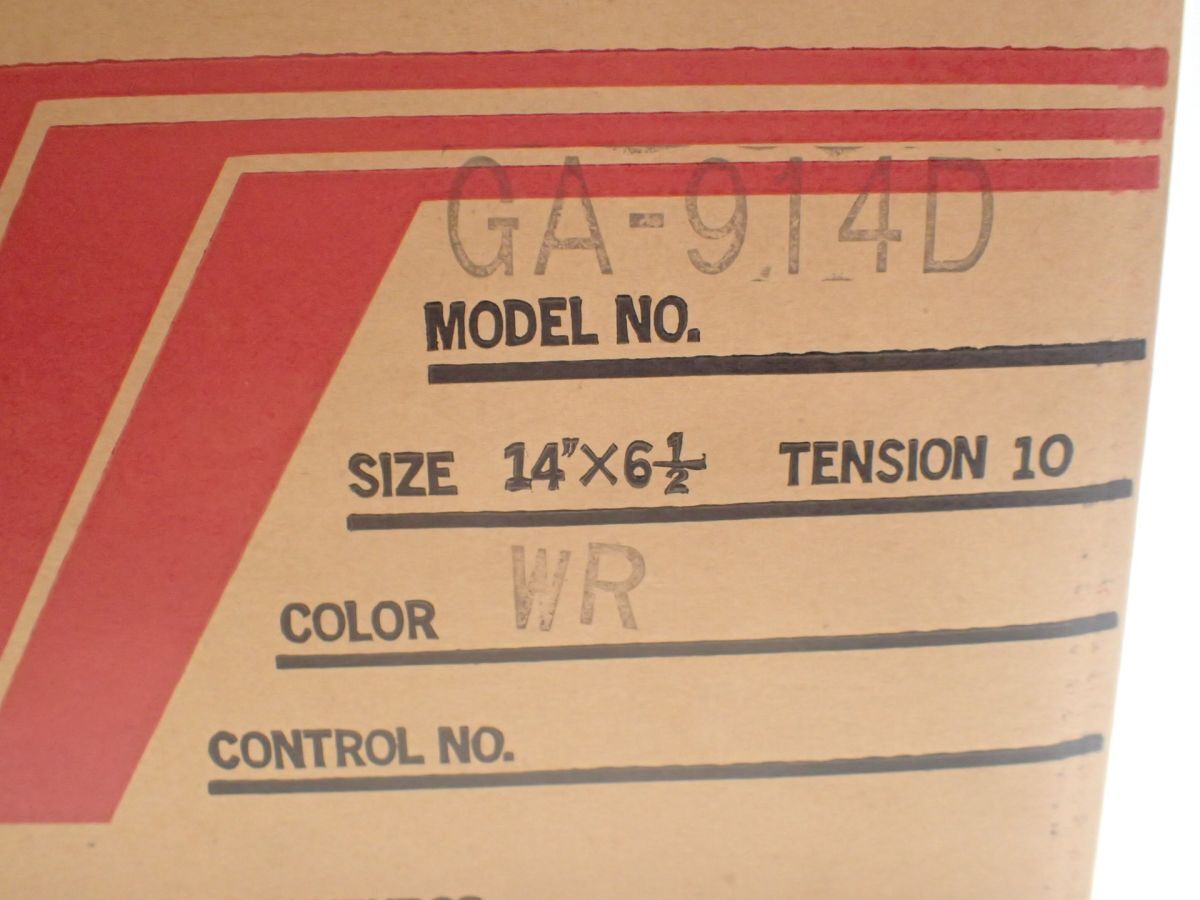 GA-914D
MODEL NO.
SIZE 14"×6½ TENSION 10
COLOR WR
CONTROL NO.